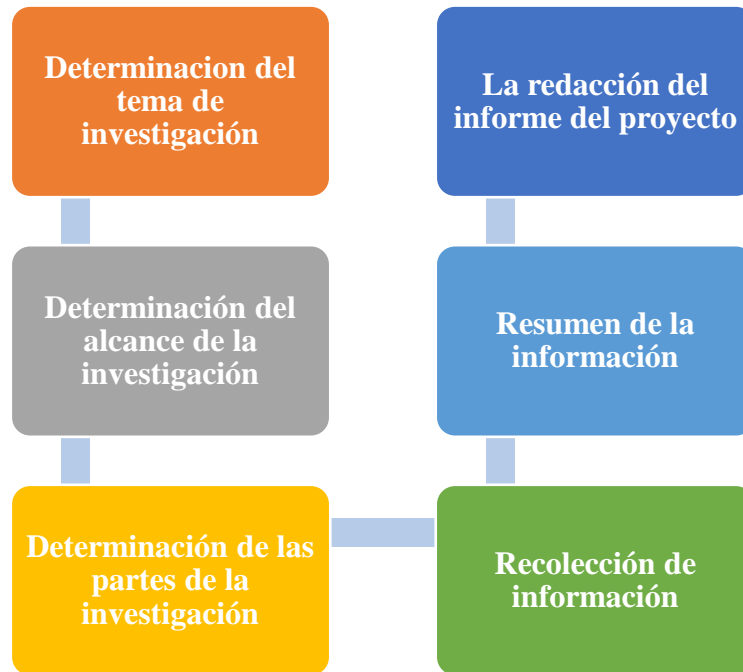 Determinacion del
tema de
investigación
Determinación del
alcance de la
investigación
Determinación de las
partes de la
investigación
Recolección de
información
Resumen de la
información
La redacción del
informe del proyecto